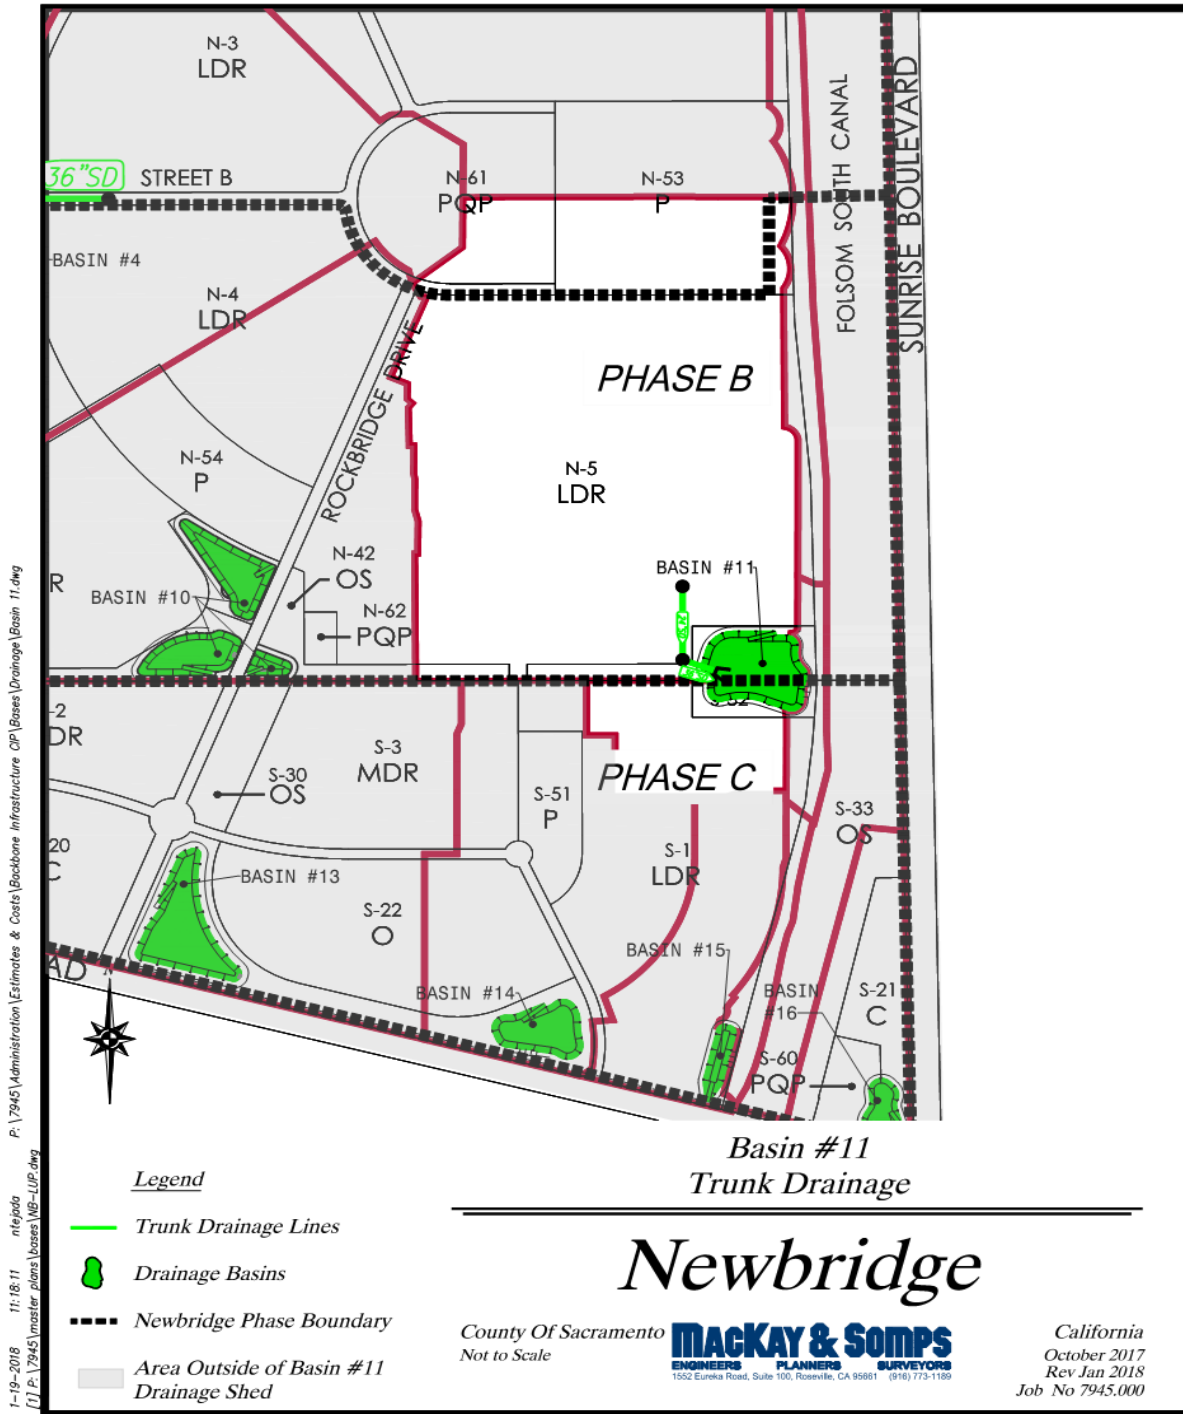 N-3
LDR
FOLSOM SOUTH CANAL
SUNRISE BOULEVARD
36"SD
STREET B
N-61
PQP
N-53
P
BASIN #4
N-4
LDR
ROCKBRIDGE DRIVE
PHASE B
N-54
P
N-5
LDR
N-42
OS
BASIN #11
R
BASIN #10
N-62
PQP
-2
DR
S-3
MDR
S-30
OS
PHASE C
S-51
P
S-33
OS
20
C
S-1
LDR
BASIN #13
S-22
O
BASIN #15
BASIN #14
BASIN
#16
S-21
C
AD
S-60
PQP
Basin #11
Trunk Drainage
Legend
Trunk Drainage Lines
Drainage Basins
Newbridge Phase Boundary
Area Outside of Basin #11
Drainage Shed
Newbridge
County Of Sacramento
Not to Scale
MACKAY & SOMPS
ENGINEERS PLANNERS SURVEYORS
1552 Eureka Road, Suite 100, Roseville, CA 95661 (916) 773-1189
California
October 2017
Rev Jan 2018
Job No 7945.000
1-19-2018 11:18:11 ntejada P:\7945\Administration\Estimates & Costs\Backbone Infrastructure CIP\Bases\Drainage\Basin 11.dwg
[1] P:\7945\master plans\bases\NB-LUP.dwg